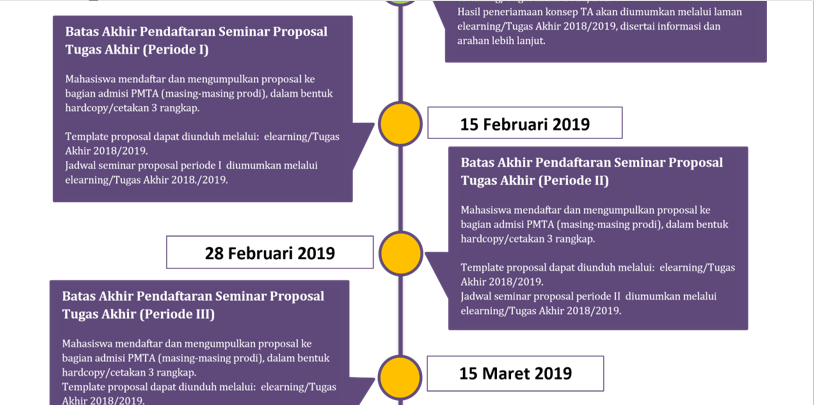 Hasil peneriamaan konsep TA akan diumumkan melalui laman
elearning/Tugas Akhir 2018/2019, disertai informasi dan
arahan lebih lanjut.
Batas Akhir Pendaftaran Seminar Proposal
Tugas Akhir (Periode I)
Mahasiswa mendaftar dan mengumpulkan proposal ke
bagian admisi PMTA (masing-masing prodi), dalam bentuk
hardcopy/cetakan 3 rangkap.
Template proposal dapat diunduh melalui: elearning/Tugas
Akhir 2018/2019.
Jadwal seminar proposal periode I diumumkan melalui
elearning/Tugas Akhir 2018./2019.
15 Februari 2019
Batas Akhir Pendaftaran Seminar Proposal
Tugas Akhir (Periode II)
Mahasiswa mendaftar dan mengumpulkan proposal ke
bagian admisi PMTA (masing-masing prodi), dalam bentuk
hardcopy/cetakan 3 rangkap.
Template proposal dapat diunduh melalui: elearning/Tugas
Akhir 2018/2019.
Jadwal seminar proposal periode II diumumkan melalui
elearning/Tugas Akhir 2018/2019.
28 Februari 2019
Batas Akhir Pendaftaran Seminar Proposal
Tugas Akhir (Periode III)
Mahasiswa mendaftar dan mengumpulkan proposal ke
bagian admisi PMTA (masing-masing prodi), dalam bentuk
hardcopy/cetakan 3 rangkap.
Template proposal dapat diunduh melalui: elearning/Tugas
Akhir 2018/2019.
15 Maret 2019